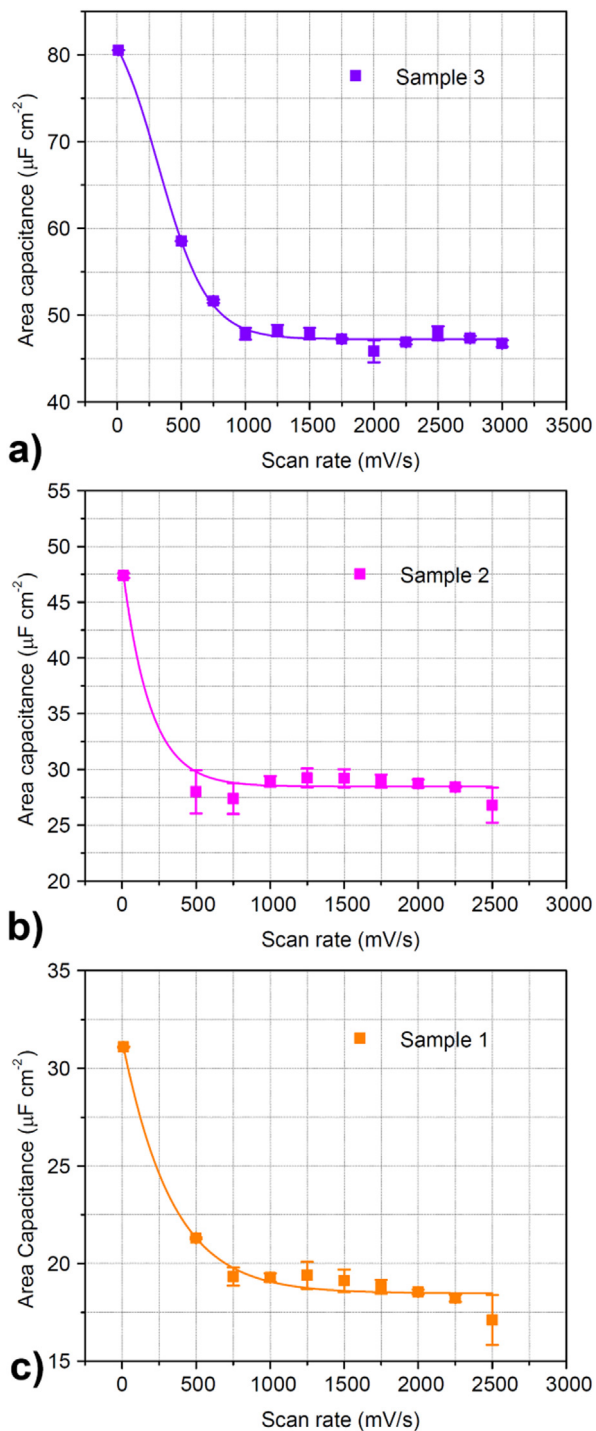 80
70
60
50
40
Area capacitance (µF cm-2)
Sample 3
0 500 1000 1500 2000 2500 3000 3500
Scan rate (mV/s)
a)
55
50
45
40
35
30
25
20
Area capacitance (µF cm-2)
Sample 2
0 500 1000 1500 2000 2500 3000
Scan rate (mV/s)
b)
35
30
25
20
15
Area Capacitance (µF cm-2)
Sample 1
0 500 1000 1500 2000 2500 3000
Scan rate (mV/s)
c)